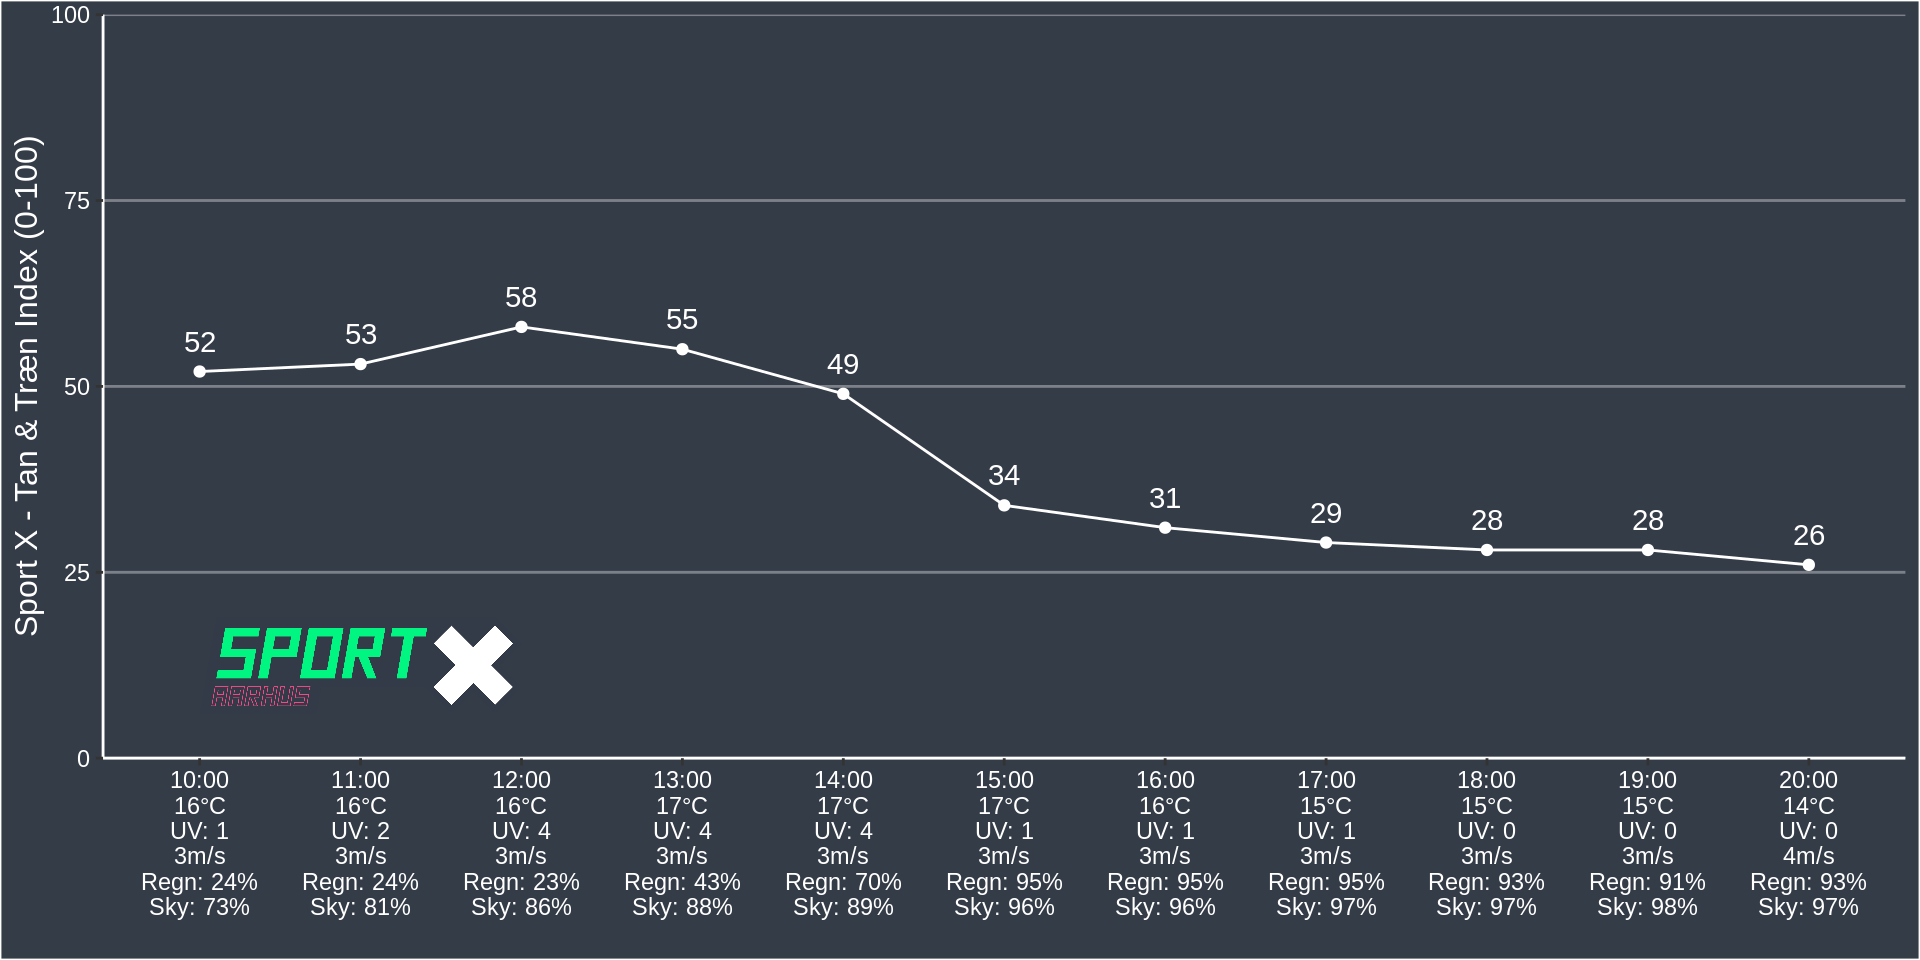 Sport X - Tan & Træn Index (0-100)
100
75
50
25
0
52
53
58
55
49
34
31
29
28
28
26
SPORT X
AARHUS
10:00 11:00 12:00 13:00 14:00 15:00 16:00 17:00 18:00 19:00 20:00
16°C 16°C 16°C 17°C 17°C 17°C 16°C 15°C 15°C 15°C 14°C
UV: 1 UV: 2 UV: 4 UV: 4 UV: 4 UV: 1 UV: 1 UV: 1 UV: 0 UV: 0 UV: 0
3m/s 3m/s 3m/s 3m/s 3m/s 3m/s 3m/s 3m/s 3m/s 3m/s 4m/s
Regn: 24% Regn: 24% Regn: 23% Regn: 43% Regn: 70% Regn: 95% Regn: 95% Regn: 95% Regn: 93% Regn: 91% Regn: 93%
Sky: 73% Sky: 81% Sky: 86% Sky: 88% Sky: 89% Sky: 96% Sky: 96% Sky: 97% Sky: 97% Sky: 98% Sky: 97%